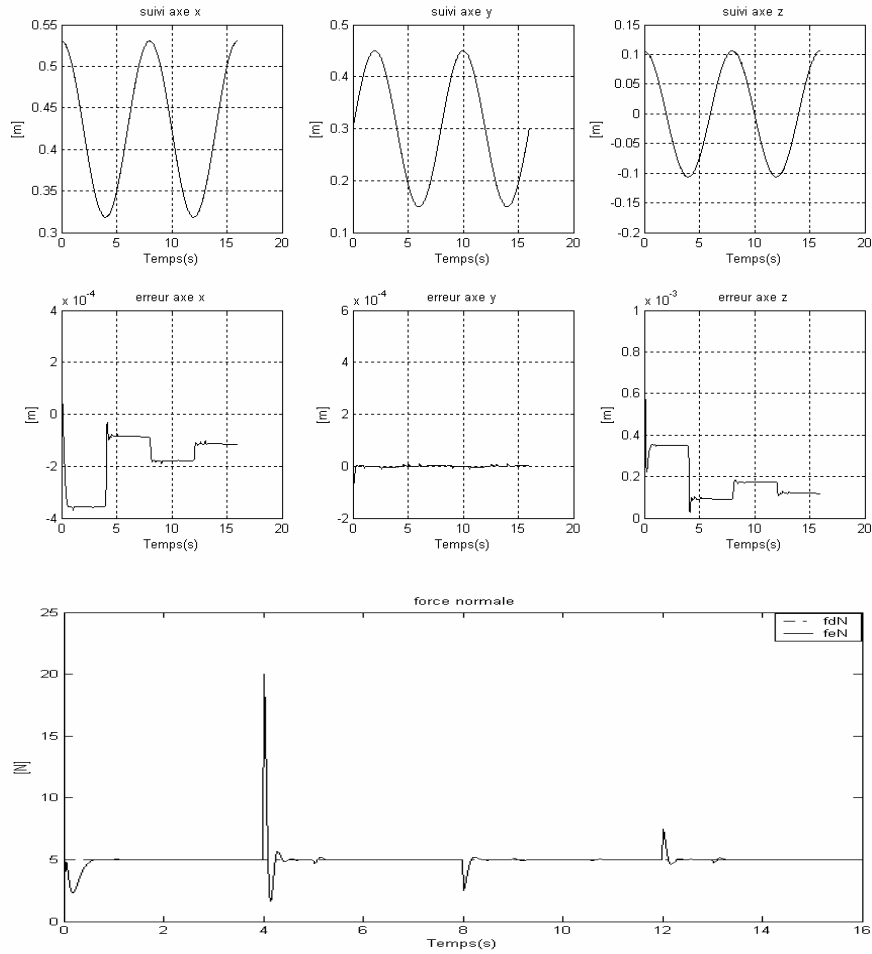 suivi axe x
0.55
0.5
0.45
0.4
0.35
0.3
[m]
0 5 10 15 20
Temps(s)
suivi axe y
0.5
0.4
0.3
0.2
0.1
[m]
0 5 10 15 20
Temps(s)
suivi axe z
0.15
0.1
0.05
0
-0.05
-0.1
-0.15
-0.2
[m]
0 5 10 15 20
Temps(s)
x 10⁻⁴ erreur axe x
4
2
0
-2
-4
[m]
0 5 10 15 20
Temps(s)
x 10⁻⁴ erreur axe y
6
4
2
0
-2
[m]
0 5 10 15 20
Temps(s)
x 10⁻³ erreur axe z
1
0.8
0.6
0.4
0.2
0
[m]
0 5 10 15 20
Temps(s)
force normale
25
20
15
10
5
0
[N]
fdN
feN
0 2 4 6 8 10 12 14 16
Temps(s)